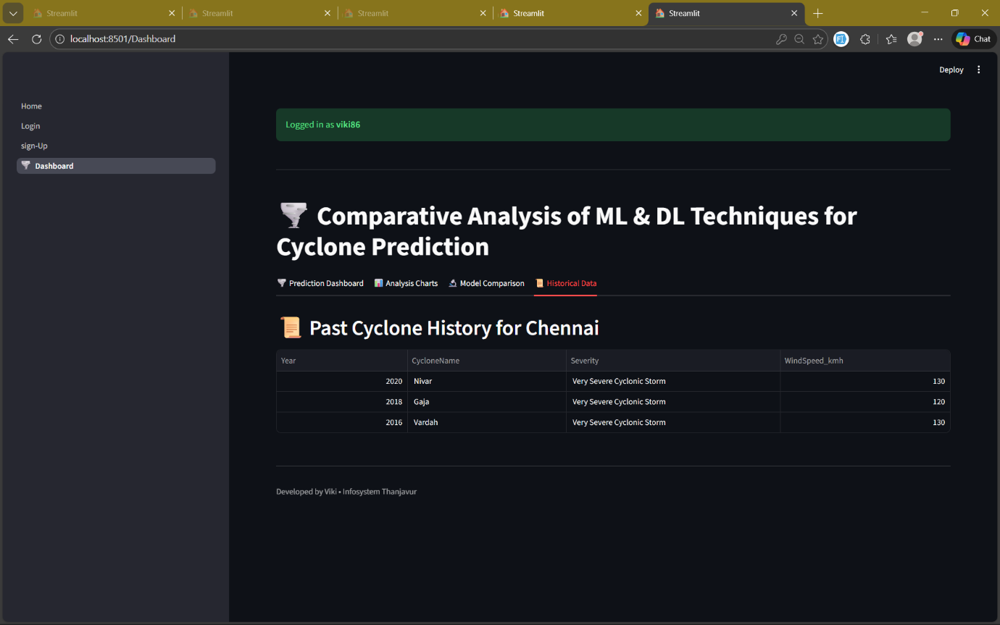 Streamlit
Streamlit
Streamlit
Streamlit
Streamlit
localhost:8501/Dashboard
Chat
Deploy
Home
Login
sign-Up
Dashboard
Logged in as viki86
Comparative Analysis of ML & DL Techniques for
Cyclone Prediction
Prediction Dashboard Analysis Charts Model Comparison Historical Data
Past Cyclone History for Chennai
Year CycloneName Severity WindSpeed_kmh
2020 Nivar Very Severe Cyclonic Storm 130
2018 Gaja Very Severe Cyclonic Storm 120
2016 Vardah Very Severe Cyclonic Storm 130
Developed by Viki • Infosystem Thanjavur